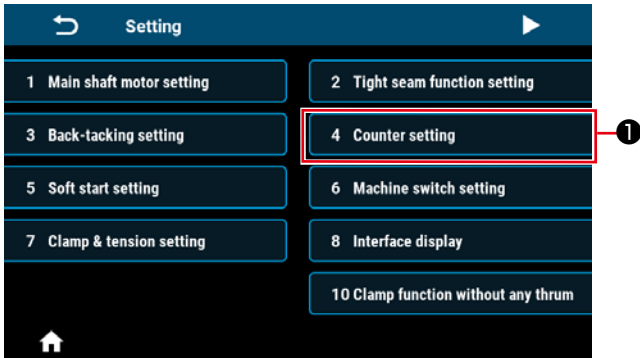 Setting
1 Main shaft motor setting
2 Tight seam function setting
3 Back-tacking setting
4 Counter setting
❶
5 Soft start setting
6 Machine switch setting
7 Clamp & tension setting
8 Interface display
10 Clamp function without any thrum